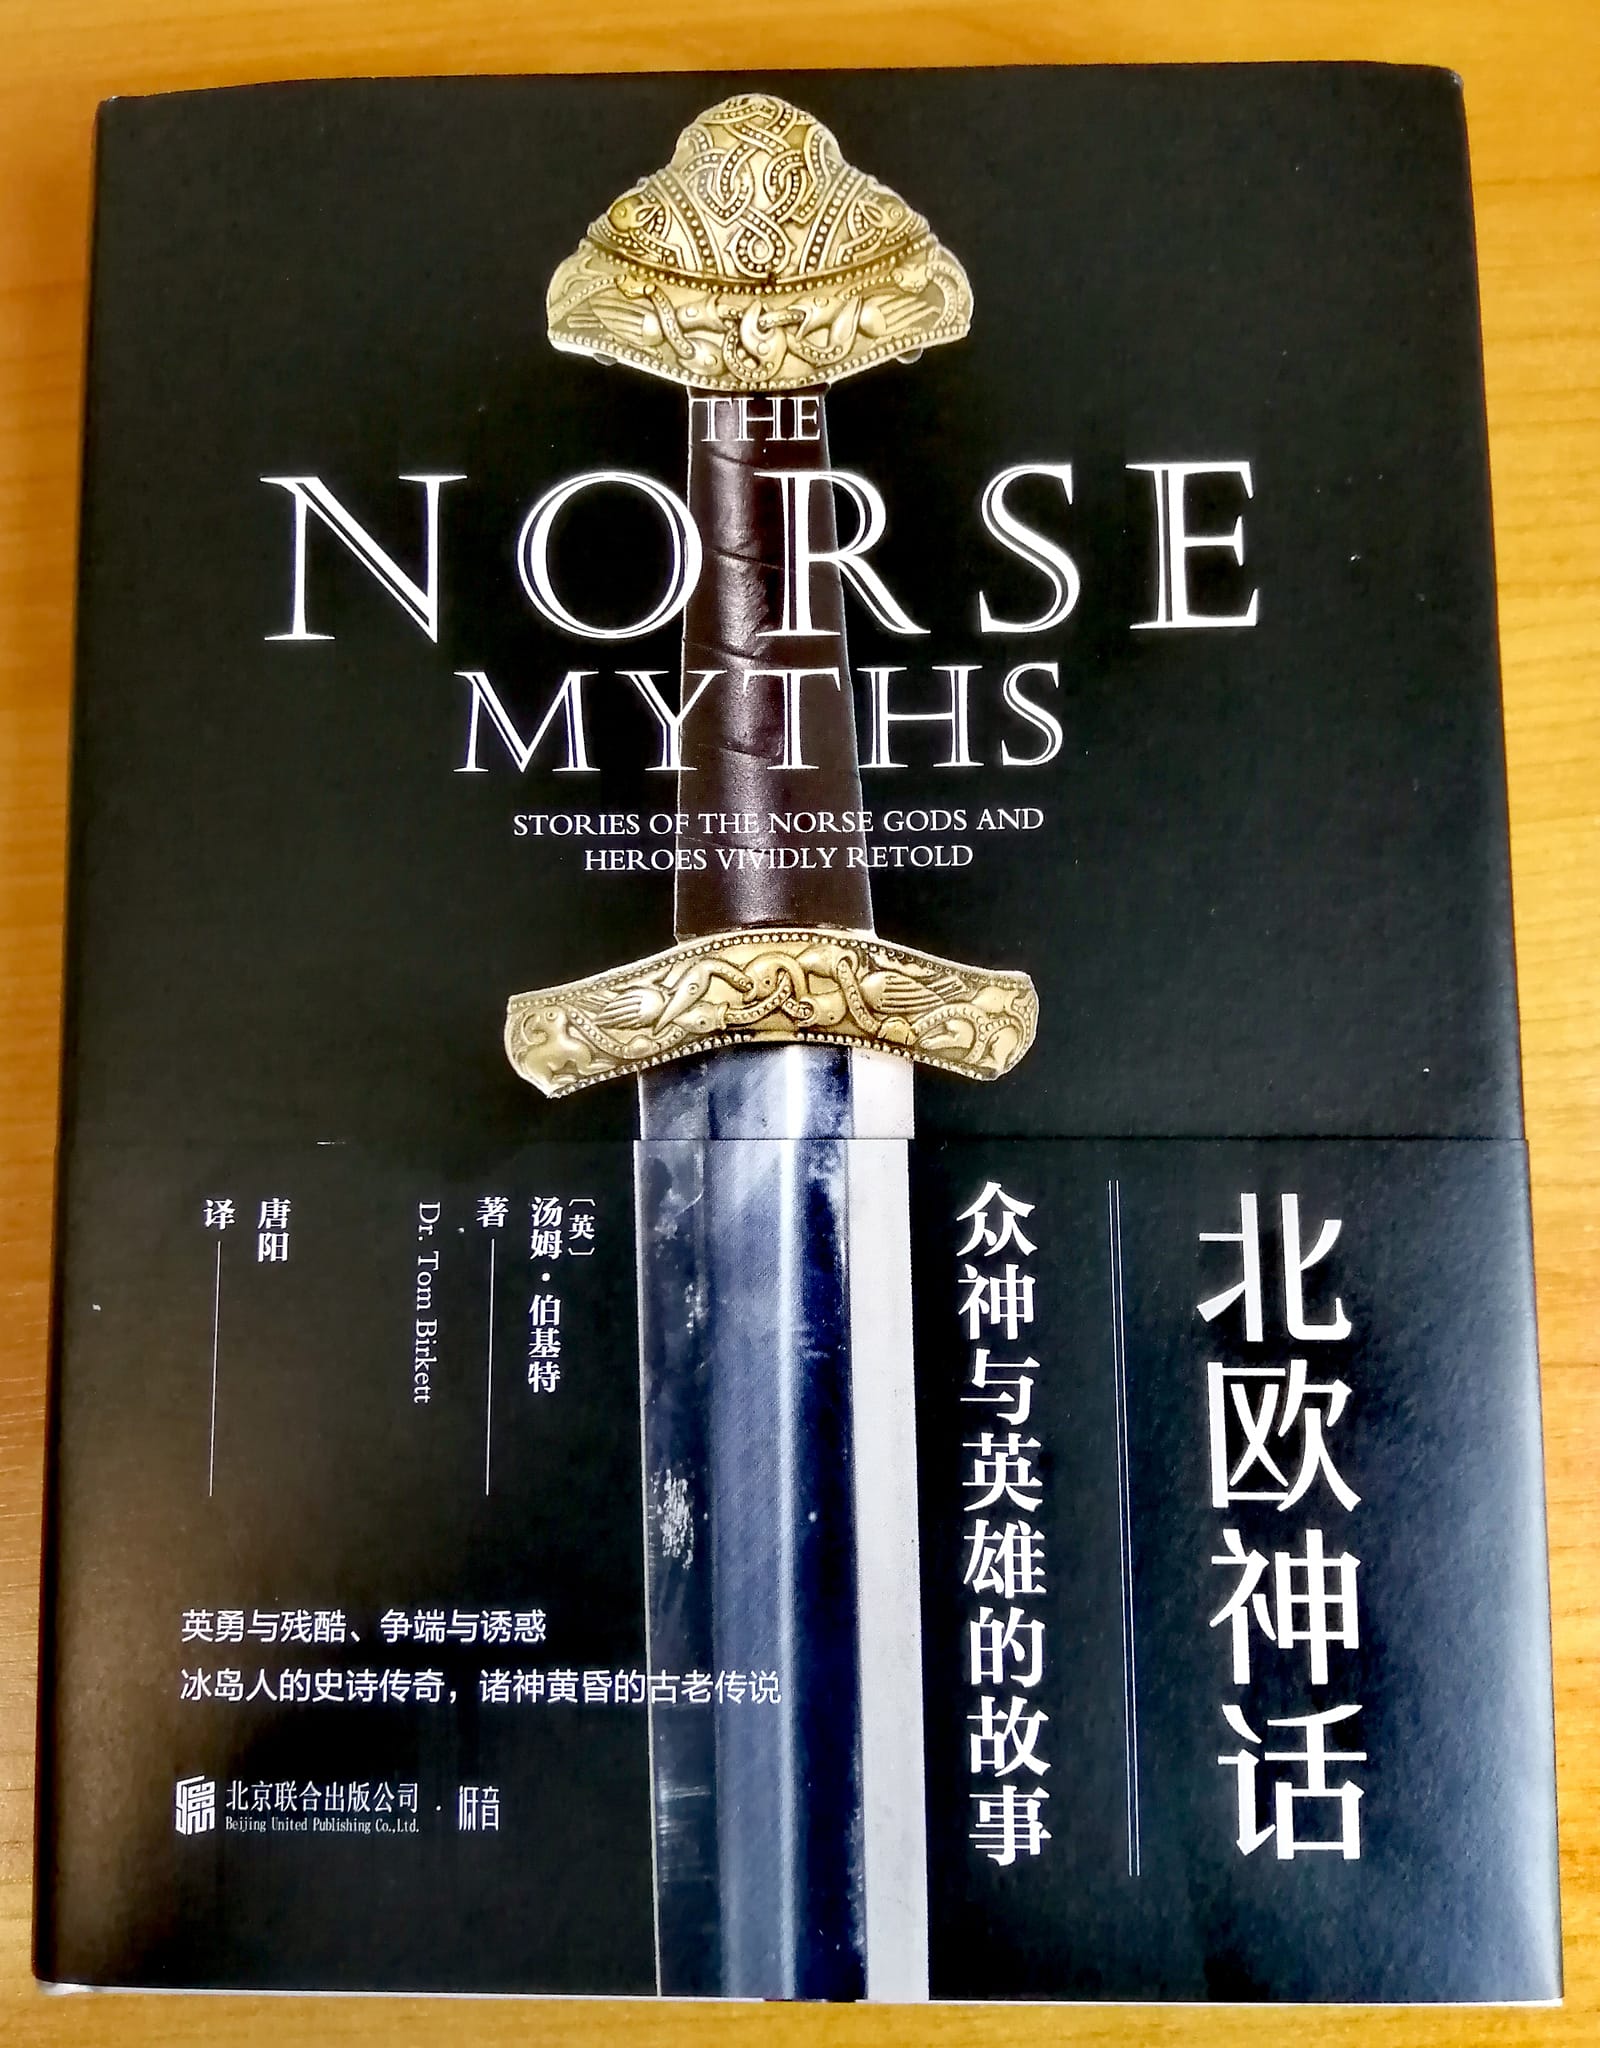 THE
NORSE
MYTHS
STORIES OF THE NORSE GODS AND
HEROES VIVIDLY RETOLD
北欧神话
众神与英雄的故事
〔英〕
汤姆·伯基特
著
Dr. Tom Birkett
唐阳
译
英勇与残酷、争端与诱惑
冰岛人的史诗传奇，诸神黄昏的古老传说
北京联合出版公司
Beijing United Publishing Co.,Ltd.